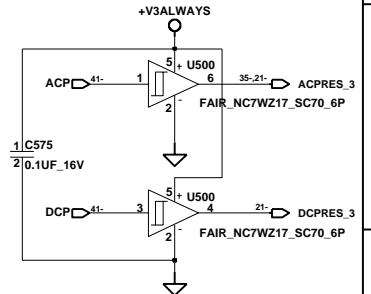 +V3ALWAYS
5 + U500
ACP 41- 1 6 35-,21- ACPRES_3
2 -
FAIR_NC7WZ17_SC70_6P
1 C575
2 0.1UF_16V
5 + U500
DCP 41- 3 4 21- DCPRES_3
2 -
FAIR_NC7WZ17_SC70_6P